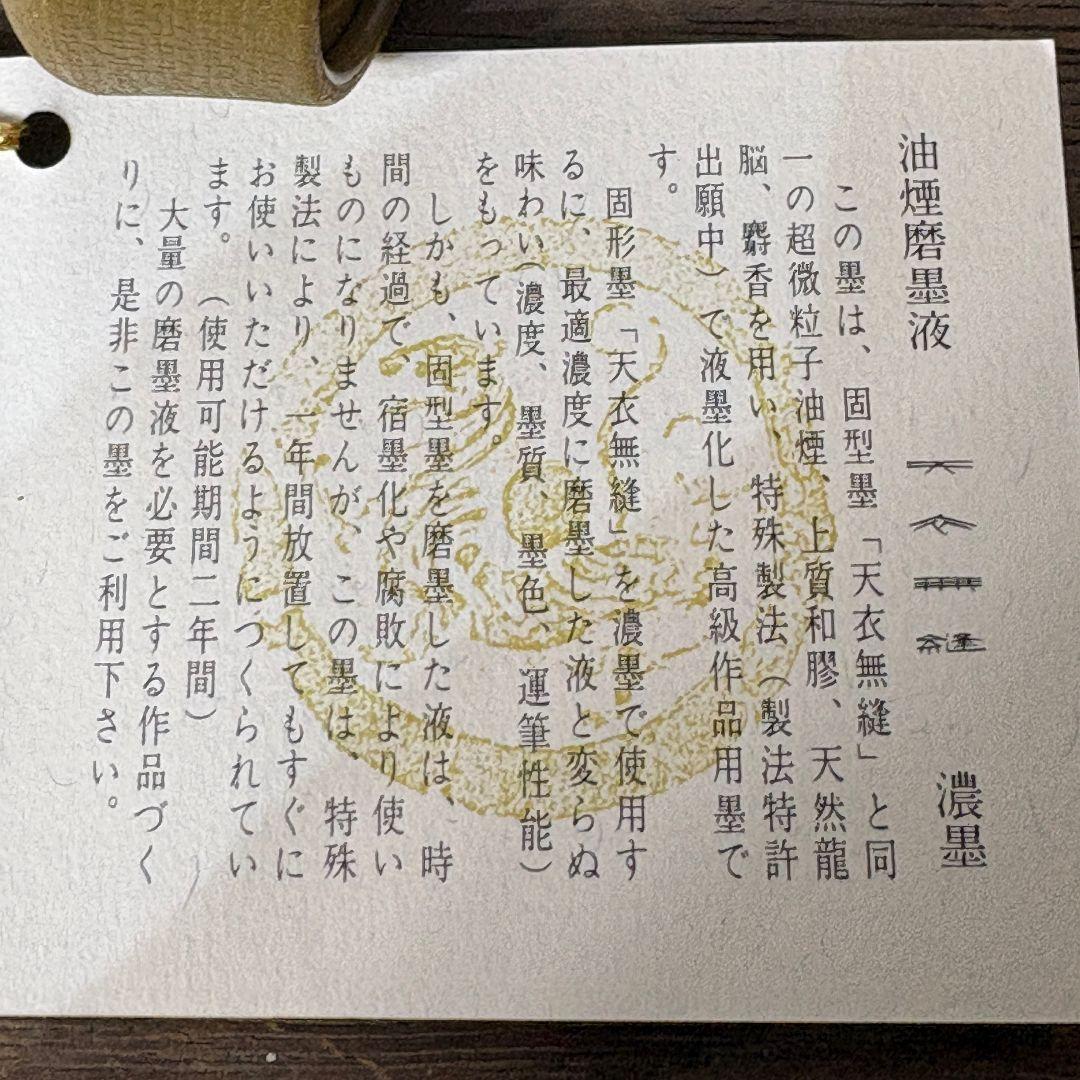 油煙磨墨液 天衣無縫 濃墨
この墨は、固型墨「天衣無縫」と同
一の超微粒子油煙、上質和膠、天然龍
脳、麝香を用い、特殊製法（製法特許
出願中）で液墨化した高級作品用墨で
す。
固形墨「天衣無縫」を濃墨で使用す
るに、最適濃度に磨墨した液と変らぬ
味わい（濃度、墨質、墨色、運筆性能）
をもっています。
しかも、固型墨を磨墨した液は、時
間の経過で、宿墨化や腐敗により使い
ものになりませんが、この墨は、特殊
製法により、一年間放置してもすぐに
お使いいただけるようにつくられてい
ます。（使用可能期間二年間）
大量の磨墨液を必要とする作品づく
りに、是非この墨をご利用下さい。